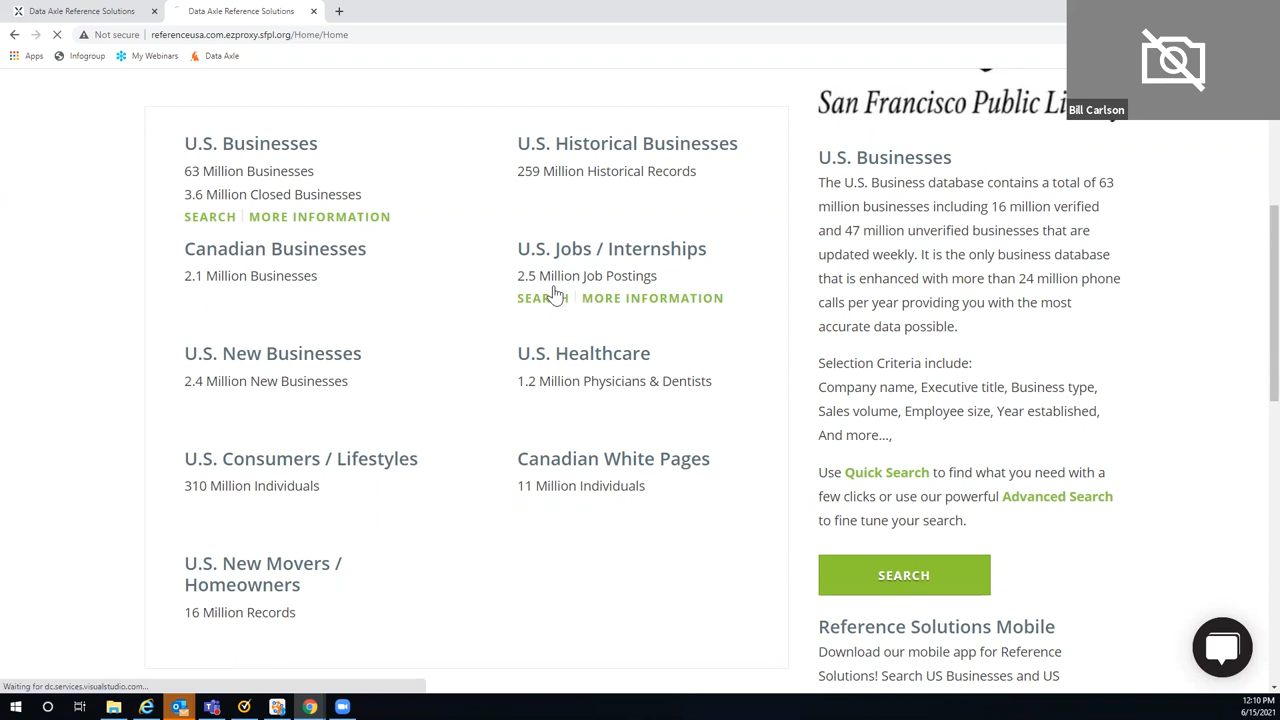 Data Axle Reference Solutions
Data Axle Reference Solutions
Not secure
referenceusa.com.ezproxy.sfpl.org/Home/Home
Apps
Infogroup
My Webinars
Data Axle
Bill Carlson
San Francisco Public
U.S. Businesses
63 Million Businesses
3.6 Million Closed Businesses
SEARCH
MORE INFORMATION
U.S. Historical Businesses
259 Million Historical Records
Canadian Businesses
2.1 Million Businesses
U.S. Jobs / Internships
2.5 Million Job Postings
SEARCH
MORE INFORMATION
U.S. New Businesses
2.4 Million New Businesses
U.S. Healthcare
1.2 Million Physicians & Dentists
U.S. Consumers / Lifestyles
310 Million Individuals
Canadian White Pages
11 Million Individuals
U.S. New Movers /
Homeowners
16 Million Records
U.S. Businesses
The U.S. Business database contains a total of 63
million businesses including 16 million verified
and 47 million unverified businesses that are
updated weekly. It is the only business database
that is enhanced with more than 24 million phone
calls per year providing you with the most
accurate data possible.
Selection Criteria include:
Company name, Executive title, Business type,
Sales volume, Employee size, Year established,
And more...,
Use Quick Search to find what you need with a
few clicks or use our powerful Advanced Search
to fine tune your search.
SEARCH
Reference Solutions Mobile
Download our mobile app for Reference
Solutions! Search US Businesses and US
Waiting for dc.services.visualstudio.com...
12:10 PM
6/15/2021